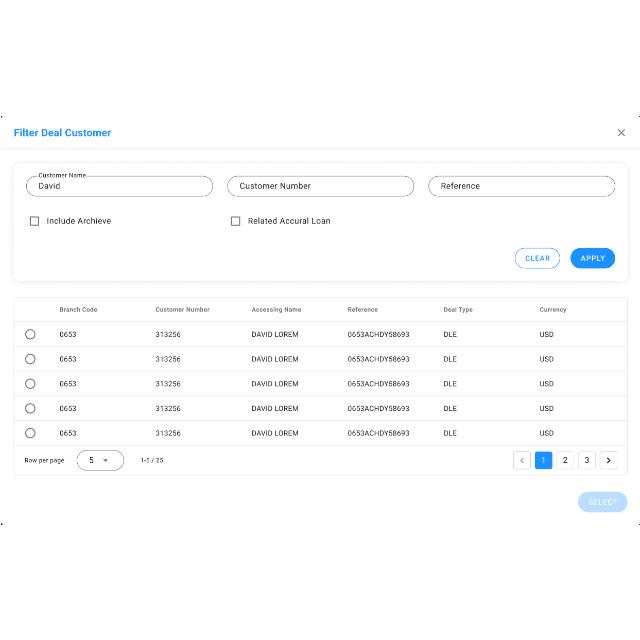 Filter Deal Customer
Customer Name
David
Customer Number
Reference
Include Archieve
Related Accural Loan
CLEAR
APPLY
Branch Code Customer Number Accessing Name Reference Deal Type Currency
0653 313256 DAVID LOREM 0653ACHDY58693 DLE USD
0653 313256 DAVID LOREM 0653ACHDY58693 DLE USD
0653 313256 DAVID LOREM 0653ACHDY58693 DLE USD
0653 313256 DAVID LOREM 0653ACHDY58693 DLE USD
0653 313256 DAVID LOREM 0653ACHDY58693 DLE USD
Row per page 5 1-5 / 25 1 2 3
SELECT